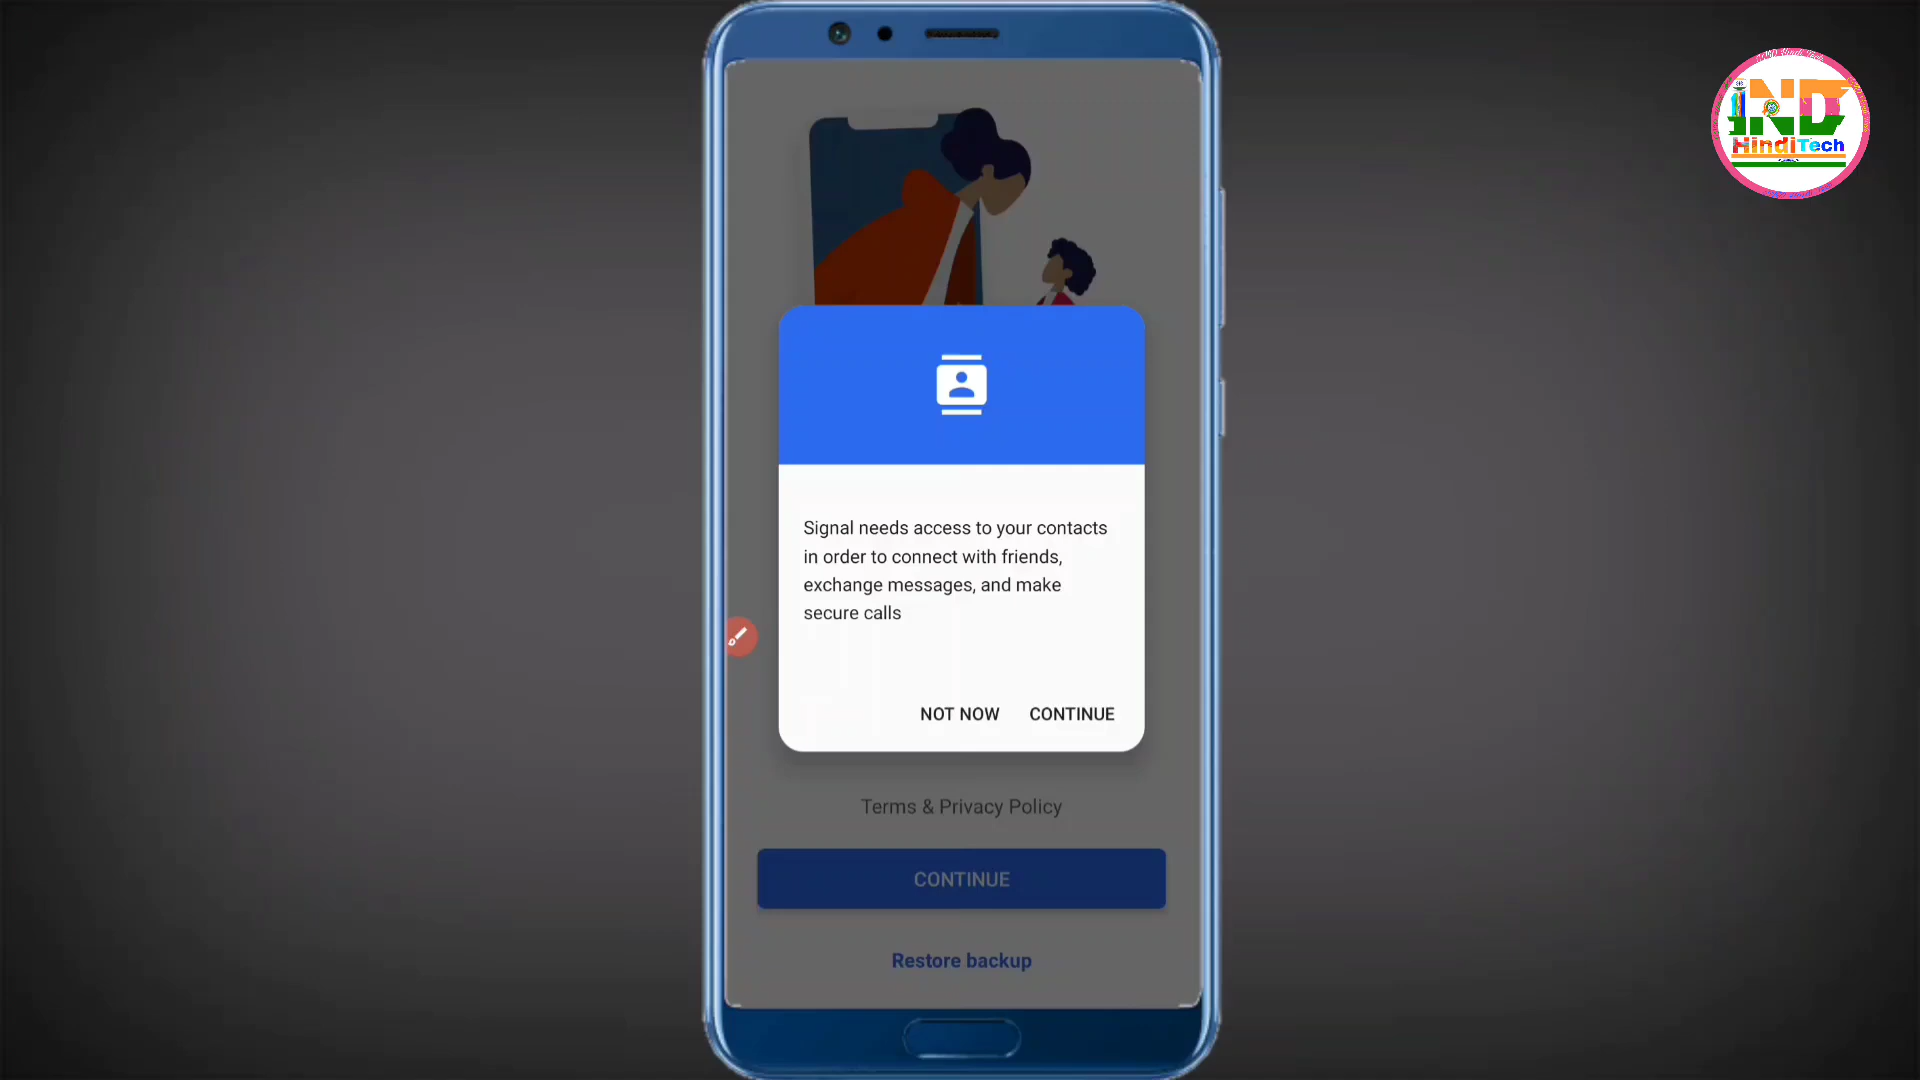 IND
HindiTech
Signal needs access to your contacts
in order to connect with friends,
exchange messages, and make
secure calls
NOT NOW CONTINUE
Terms & Privacy Policy
CONTINUE
Restore backup